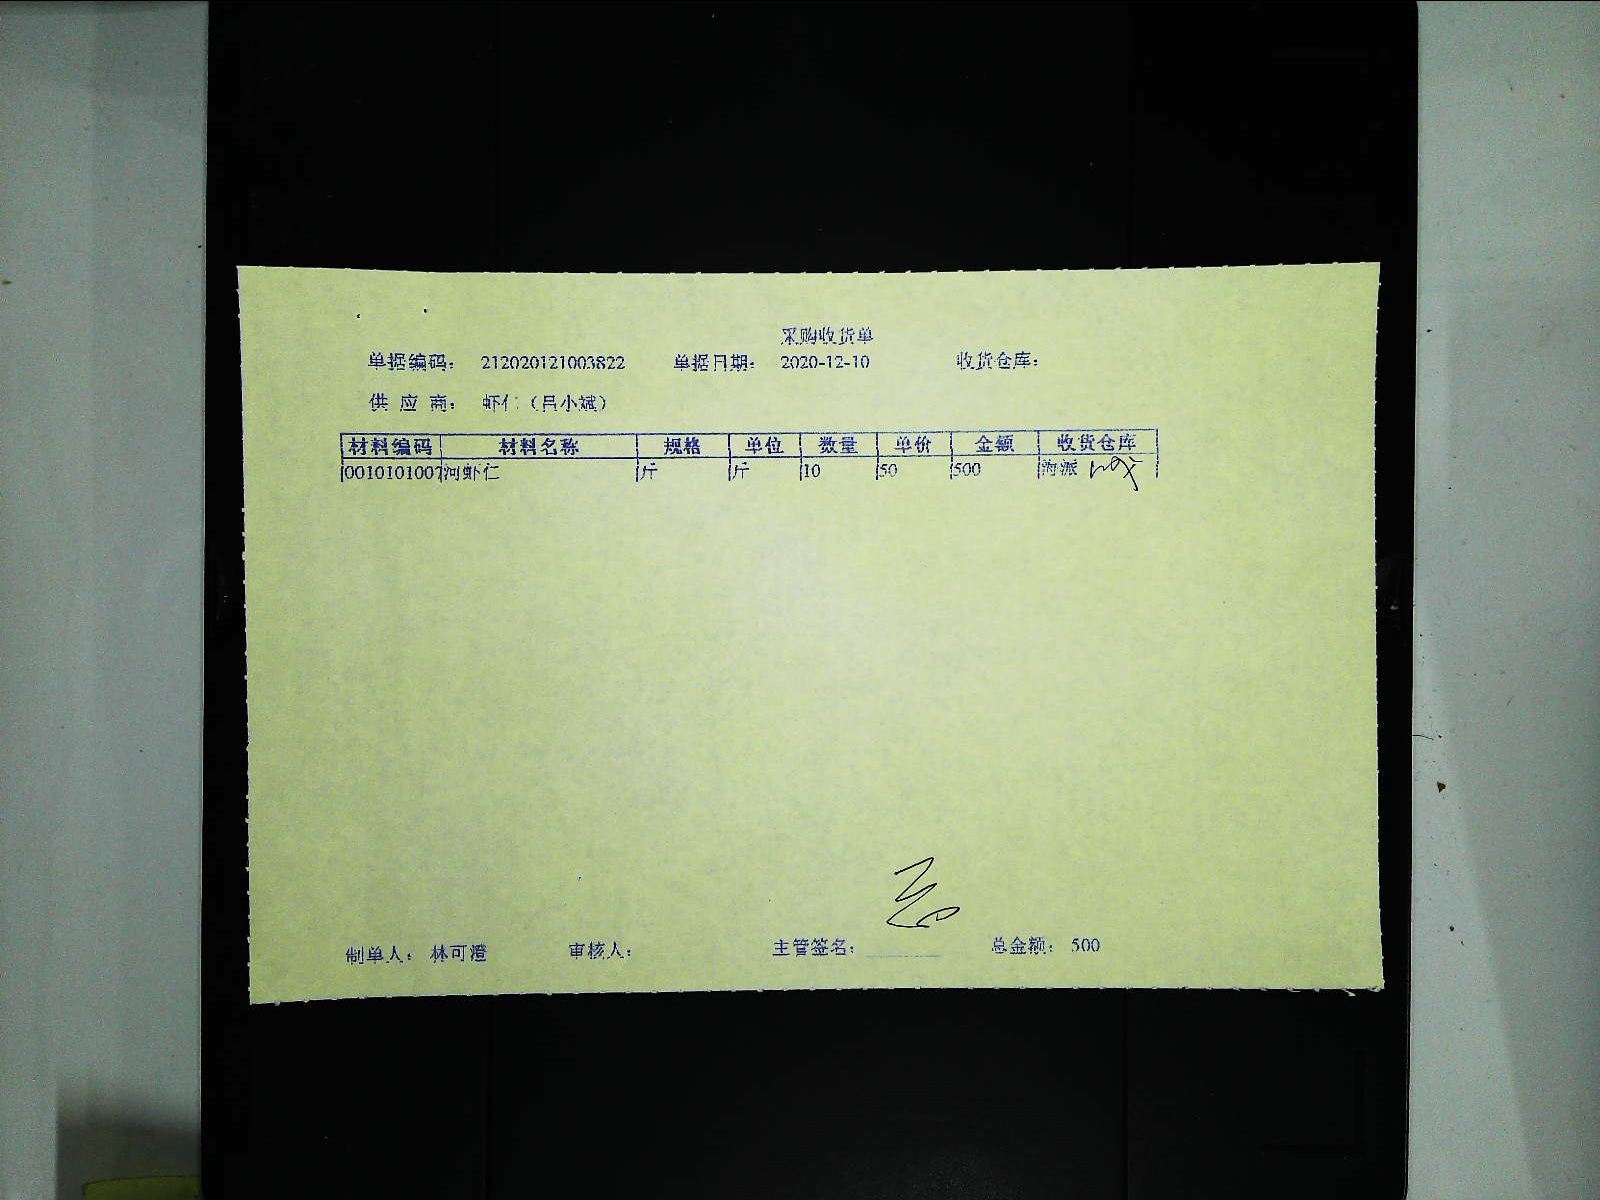 采购收货单
单据编码： 212020121003822 单据日期： 2020-12-10 收货仓库：
供 应 商： 虾仁（吕小斌）
材料编码 材料名称 规格 单位 数量 单价 金额 收货仓库
0010101007 河虾仁 斤 斤 10 50 500 海派
制单人： 林可澄 审核人： 主管签名： 总金额： 500